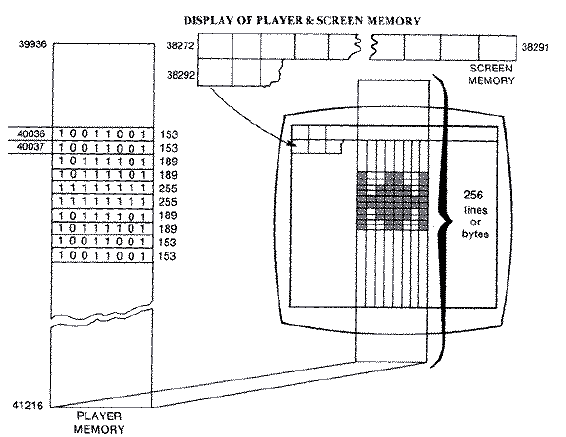 DISPLAY OF PLAYER & SCREEN MEMORY
39936
38272
38291
38292
SCREEN
MEMORY
40036 1 0 0 1 1 0 0 1 153
40037 1 0 0 1 1 0 0 1 153
1 0 1 1 1 1 0 1 189
1 0 1 1 1 1 0 1 189
1 1 1 1 1 1 1 1 255
1 1 1 1 1 1 1 1 255
1 0 1 1 1 1 0 1 189
1 0 1 1 1 1 0 1 189
1 0 0 1 1 0 0 1 153
1 0 0 1 1 0 0 1 153
256
lines
or
bytes
41216
PLAYER
MEMORY